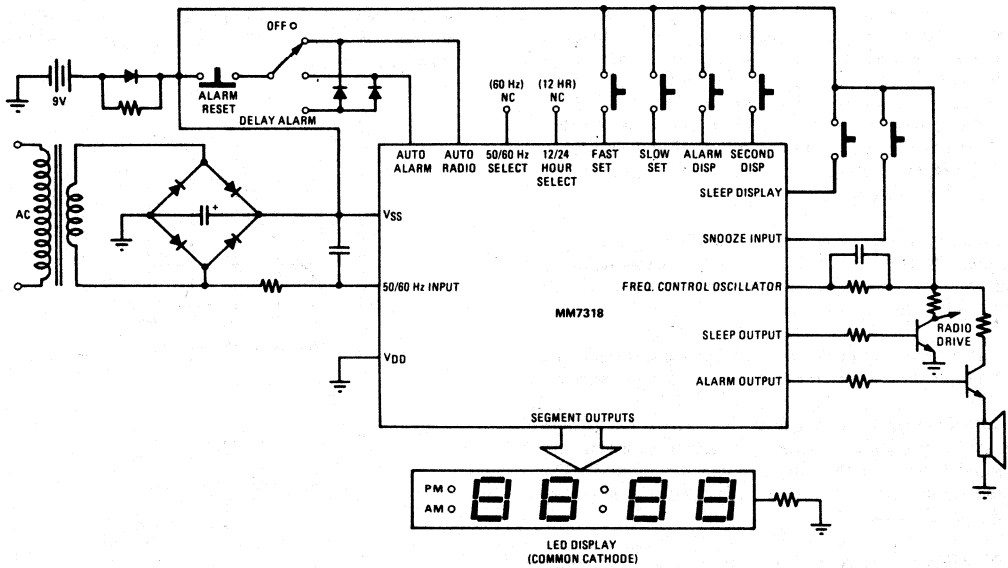 OFF
9V
ALARM
RESET
DELAY ALARM
(60 Hz)
NC
(12 HR)
NC
AC
AUTO
ALARM
AUTO
RADIO
50/60 Hz
SELECT
12/24
HOUR
SELECT
FAST
SET
SLOW
SET
ALARM
DISP
SECOND
DISP
SLEEP DISPLAY
VSS
+
SNOOZE INPUT
50/60 Hz INPUT
FREQ. CONTROL OSCILLATOR
MM7318
SLEEP OUTPUT
RADIO
DRIVE
VDD
ALARM OUTPUT
SEGMENT OUTPUTS
PM
AM
88:88
LED DISPLAY
(COMMON CATHODE)